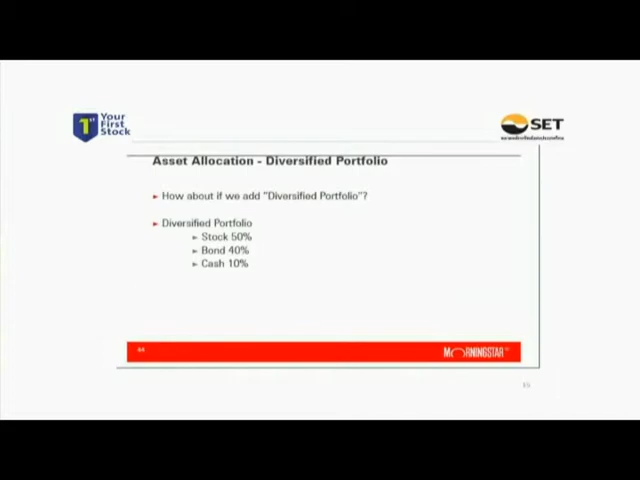 1st Your
First
Stock
SET
Asset Allocation - Diversified Portfolio
► How about if we add "Diversified Portfolio"?
► Diversified Portfolio
► Stock 50%
► Bond 40%
► Cash 10%
MORNINGSTAR